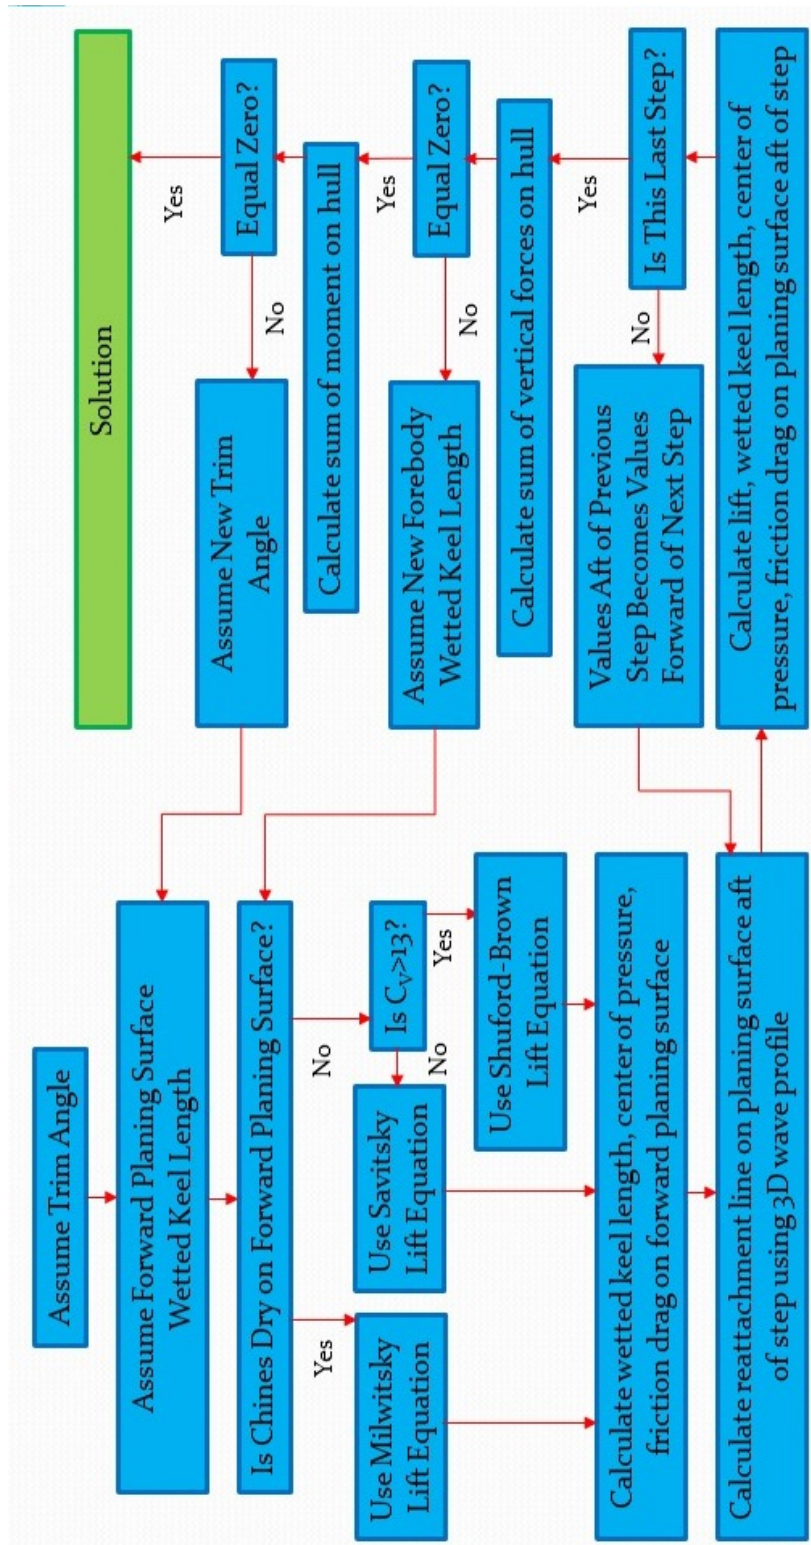 Assume Trim Angle
Assume Forward Planing Surface
Wetted Keel Length
Is Chines Dry on Forward Planing Surface?
Yes
No
Is CV>13?
No
Yes
Use Milwitsky
Lift Equation
Use Savitsky
Lift Equation
Use Shuford-Brown
Lift Equation
Calculate wetted keel length, center of pressure,
friction drag on forward planing surface
Calculate reattachment line on planing surface aft
of step using 3D wave profile
Solution
Yes
Equal Zero?
No
Assume New Trim
Angle
Calculate sum of moment on hull
Yes
Equal Zero?
No
Assume New Forebody
Wetted Keel Length
Calculate sum of vertical forces on hull
Yes
Is This Last Step?
No
Values Aft of Previous
Step Becomes Values
Forward of Next Step
Calculate lift, wetted keel length, center of
pressure, friction drag on planing surface aft of step